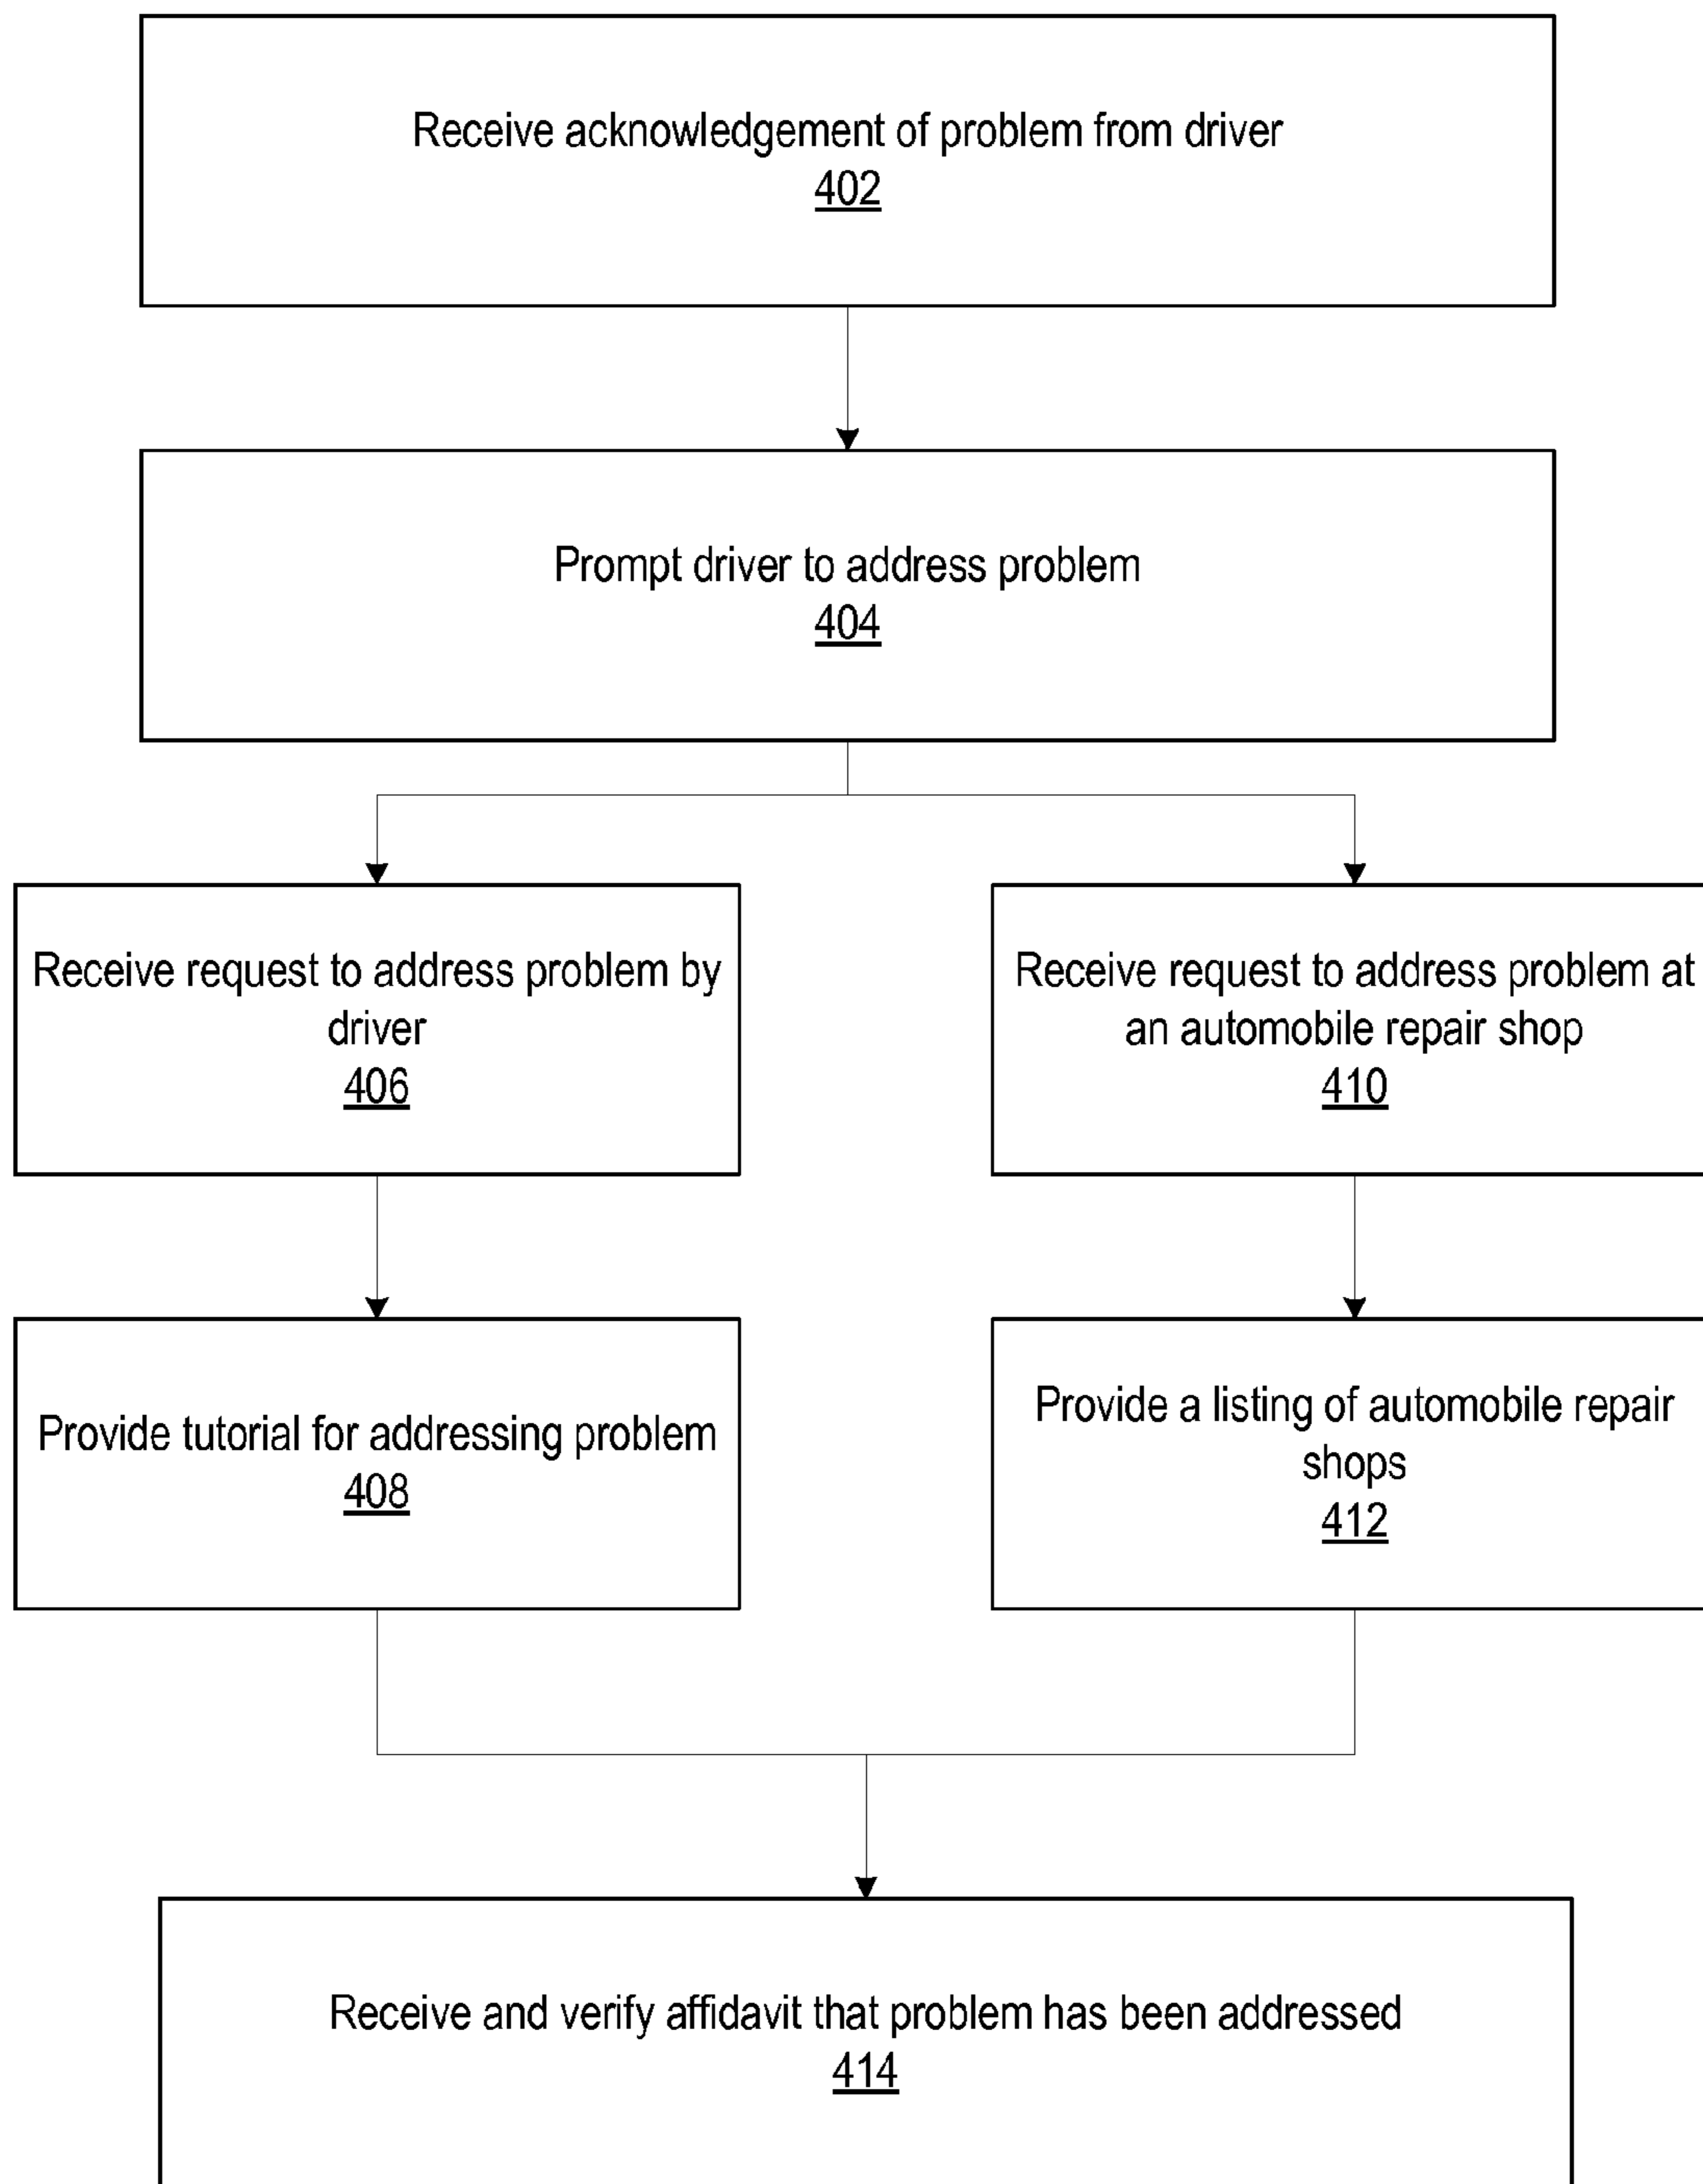 Receive acknowledgement of problem from driver
402
Prompt driver to address problem
404
Receive request to address problem by
driver
406
Receive request to address problem at
an automobile repair shop
410
Provide tutorial for addressing problem
408
Provide a listing of automobile repair
shops
412
Receive and verify affidavit that problem has been addressed
414